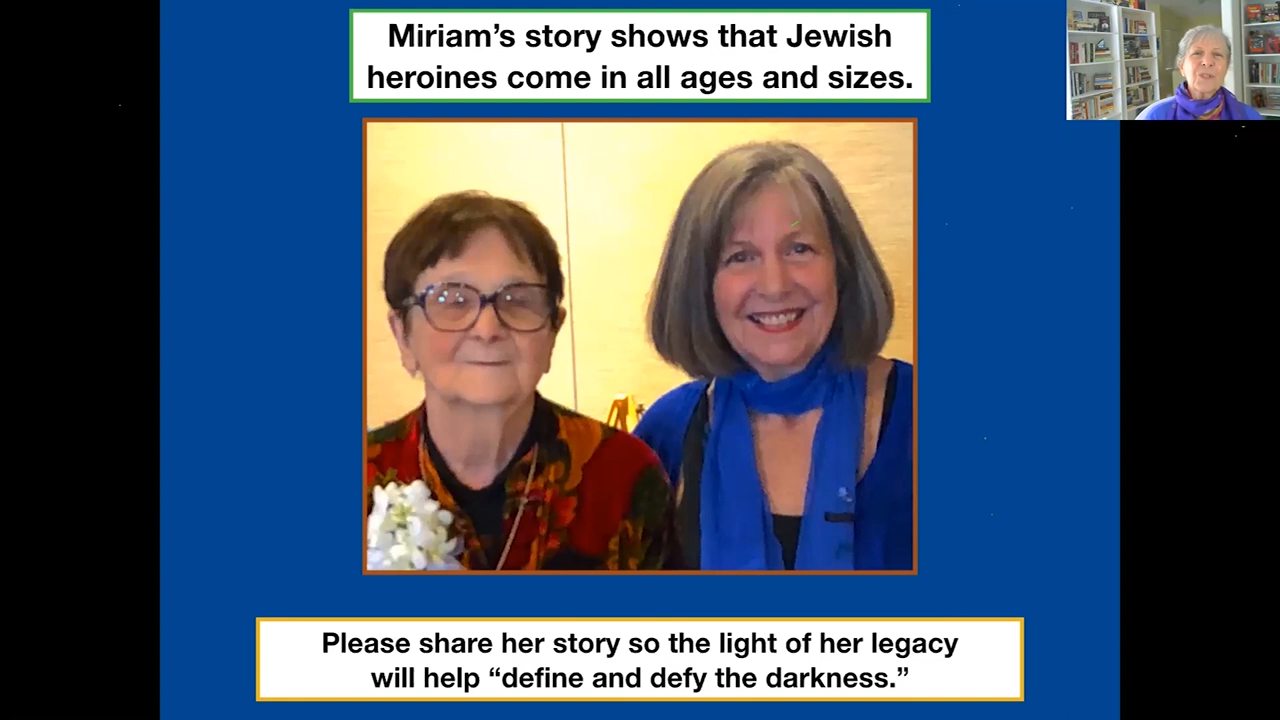 Miriam’s story shows that Jewish
heroines come in all ages and sizes.
Please share her story so the light of her legacy
will help “define and defy the darkness.”